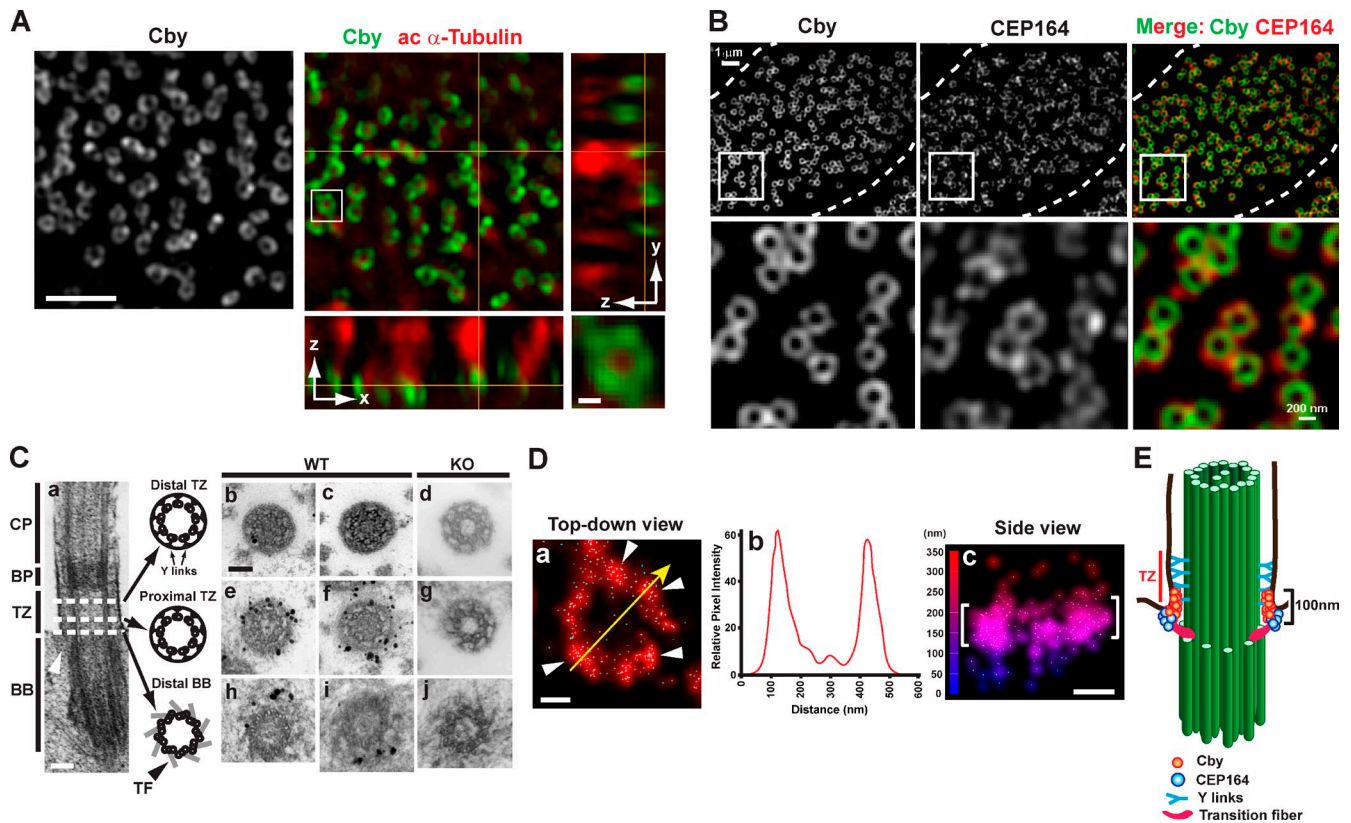 A
Cby
Cby ac α-Tubulin
z
y
z
x
B
Cby
CEP164
Merge: Cby CEP164
1 μm
200 nm
C
WT
KO
a
CP
BP
TZ
BB
Distal TZ
Y links
Proximal TZ
Distal BB
TF
b
c
d
e
f
g
h
i
j
D
Top-down view
a
b
Relative Pixel Intensity
60
40
20
0
0 100 200 300 400 500 600
Distance (nm)
Side view
c
(nm)
350
300
250
200
150
100
50
0
E
TZ
100nm
Cby
CEP164
Y links
Transition fiber